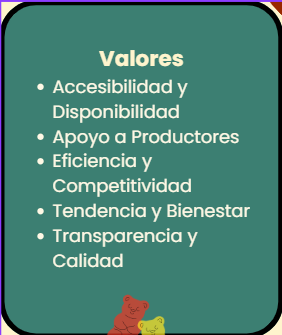 Valores
• Accesibilidad y
Disponibilidad
• Apoyo a Productores
• Eficiencia y
Competitividad
• Tendencia y Bienestar
• Transparencia y
Calidad